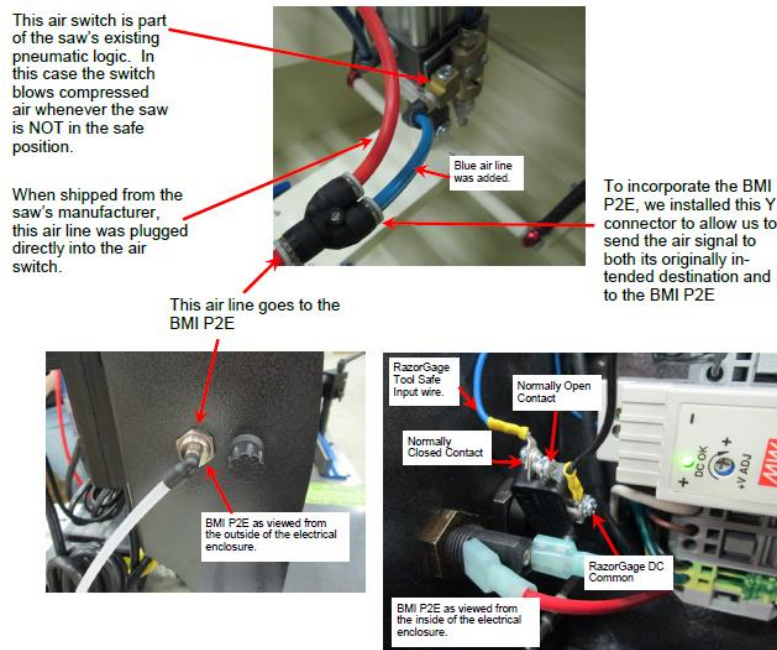 This air switch is part
of the saw's existing
pneumatic logic. In
this case the switch
blows compressed
air whenever the saw
is NOT in the safe
position.
When shipped from the
saw's manufacturer,
this air line was plugged
directly into the air
switch.
Blue air line
was added.
To incorporate the BMI
P2E, we installed this Y
connector to allow us to
send the air signal to
both its originally in-
tended destination and
to the BMI P2E
This air line goes to the
BMI P2E
BMI P2E as viewed from
the outside of the electrical
enclosure.
RazorGage
Tool Safe
Input wire.
Normally Open
Contact
Normally
Closed Contact
RazorGage DC
Common
BMI P2E as viewed from
the inside of the electrical
enclosure.
DC OK
+V ADJ
MW